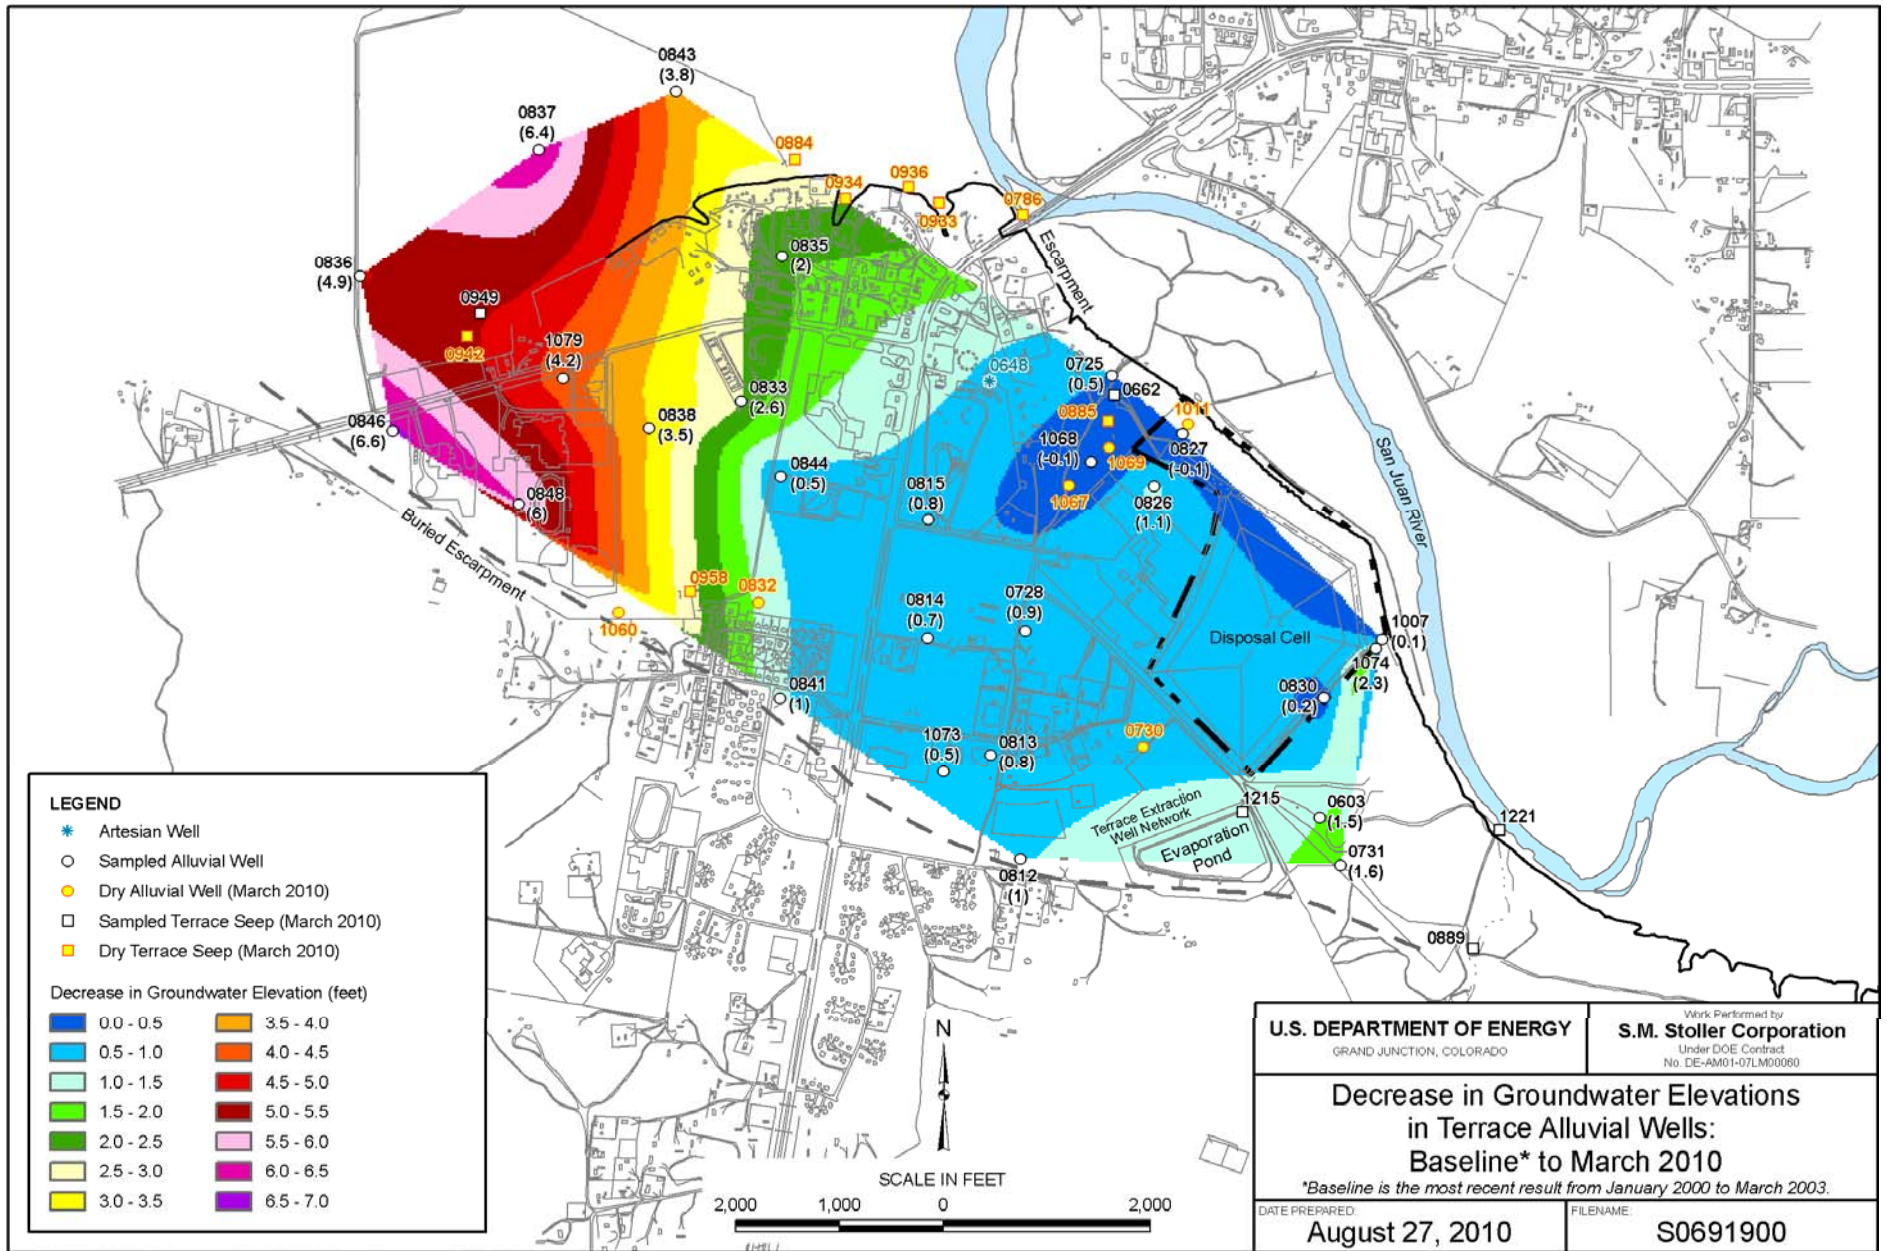 0843
(3.8)
0837
(6.4)
0884
0934
0936
0933
0786
Escarpment
0835
(2)
0836
(4.9)
0949
0942
1079
(4.2)
0648
0725
(0.5)
0662
0833
(2.6)
0838
(3.5)
0846
(6.6)
0885
1011
1068
(-0.1)
0827
(-0.1)
1069
1067
0826
(1.1)
0844
(0.5)
0815
(0.8)
0848
(6)
San Juan River
Buried Escarpment
0958
0832
1060
0814
(0.7)
0728
(0.9)
Disposal Cell
1007
(0.1)
1074
(2.3)
0830
(0.2)
0841
(1)
1073
(0.5)
0813
(0.8)
0730
1215
0603
(1.5)
1221
Terrace Extraction
Well Network
Evaporation
Pond
0731
(1.6)
0812
(1)
0889
LEGEND
Artesian Well
Sampled Alluvial Well
Dry Alluvial Well (March 2010)
Sampled Terrace Seep (March 2010)
Dry Terrace Seep (March 2010)
Decrease in Groundwater Elevation (feet)
0.0 - 0.5
0.5 - 1.0
1.0 - 1.5
1.5 - 2.0
2.0 - 2.5
2.5 - 3.0
3.0 - 3.5
3.5 - 4.0
4.0 - 4.5
4.5 - 5.0
5.0 - 5.5
5.5 - 6.0
6.0 - 6.5
6.5 - 7.0
N
SCALE IN FEET
2,000 1,000 0 2,000
U.S. DEPARTMENT OF ENERGY
GRAND JUNCTION, COLORADO
Work Performed by
S.M. Stoller Corporation
Under DOE Contract
No. DE-AM01-07LM00060
Decrease in Groundwater Elevations
in Terrace Alluvial Wells:
Baseline* to March 2010
*Baseline is the most recent result from January 2000 to March 2003.
DATE PREPARED:
August 27, 2010
FILENAME:
S0691900